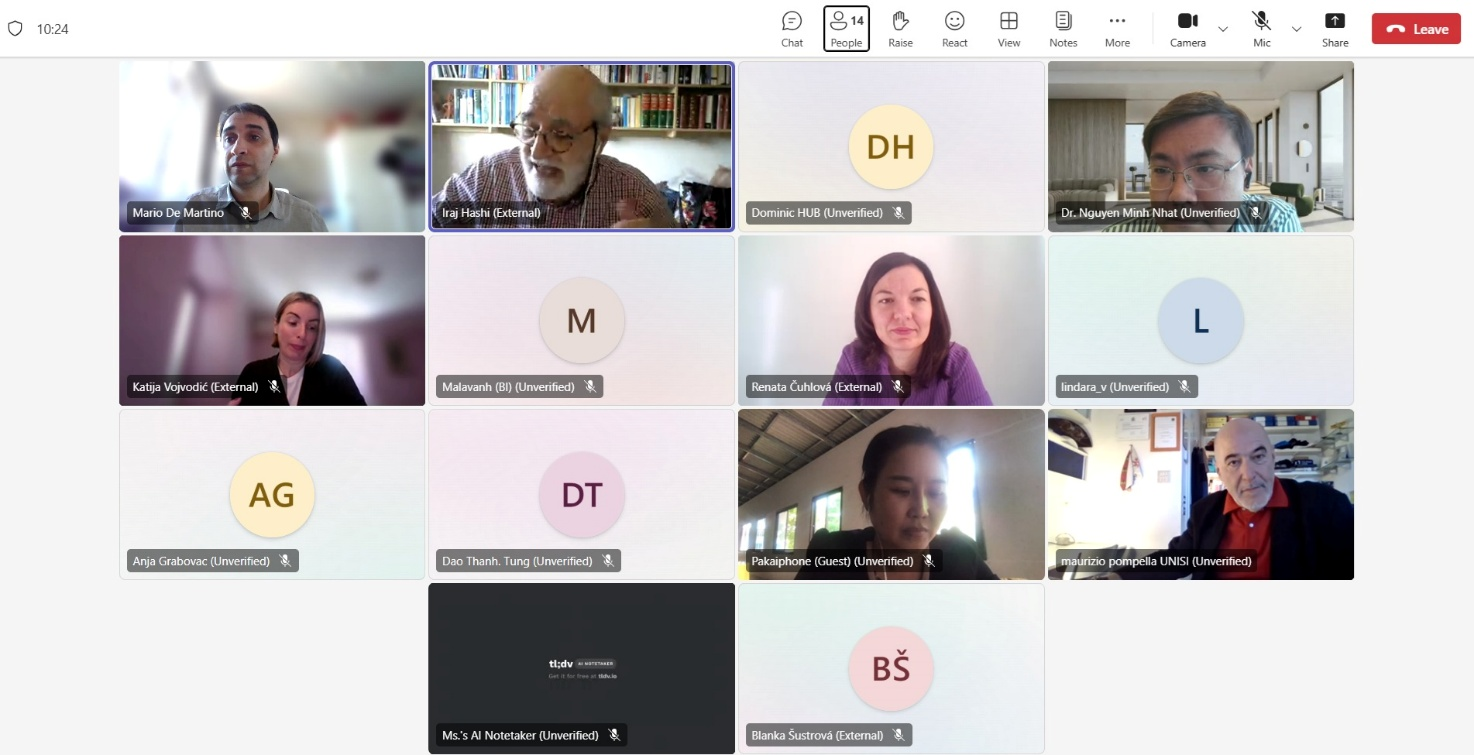 10:24
Chat
14
People
Raise
React
View
Notes
More
Camera
Mic
Share
Leave
Mario De Martino
Iraj Hashi (External)
DH
Dominic HUB (Unverified)
Dr. Nguyen Minh Nhat (Unverified)
Katija Vojvodić (External)
M
Malavanh (BI) (Unverified)
Renata Čuhlová (External)
L
lindara_v (Unverified)
AG
Anja Grabovac (Unverified)
DT
Dao Thanh. Tung (Unverified)
Pakaiphone (Guest) (Unverified)
maurizio pompella UNISI (Unverified)
tl;dv AI NOTETAKER
Get it for free at tldv.io
Ms.'s AI Notetaker (Unverified)
BŠ
Blanka Šustrová (External)